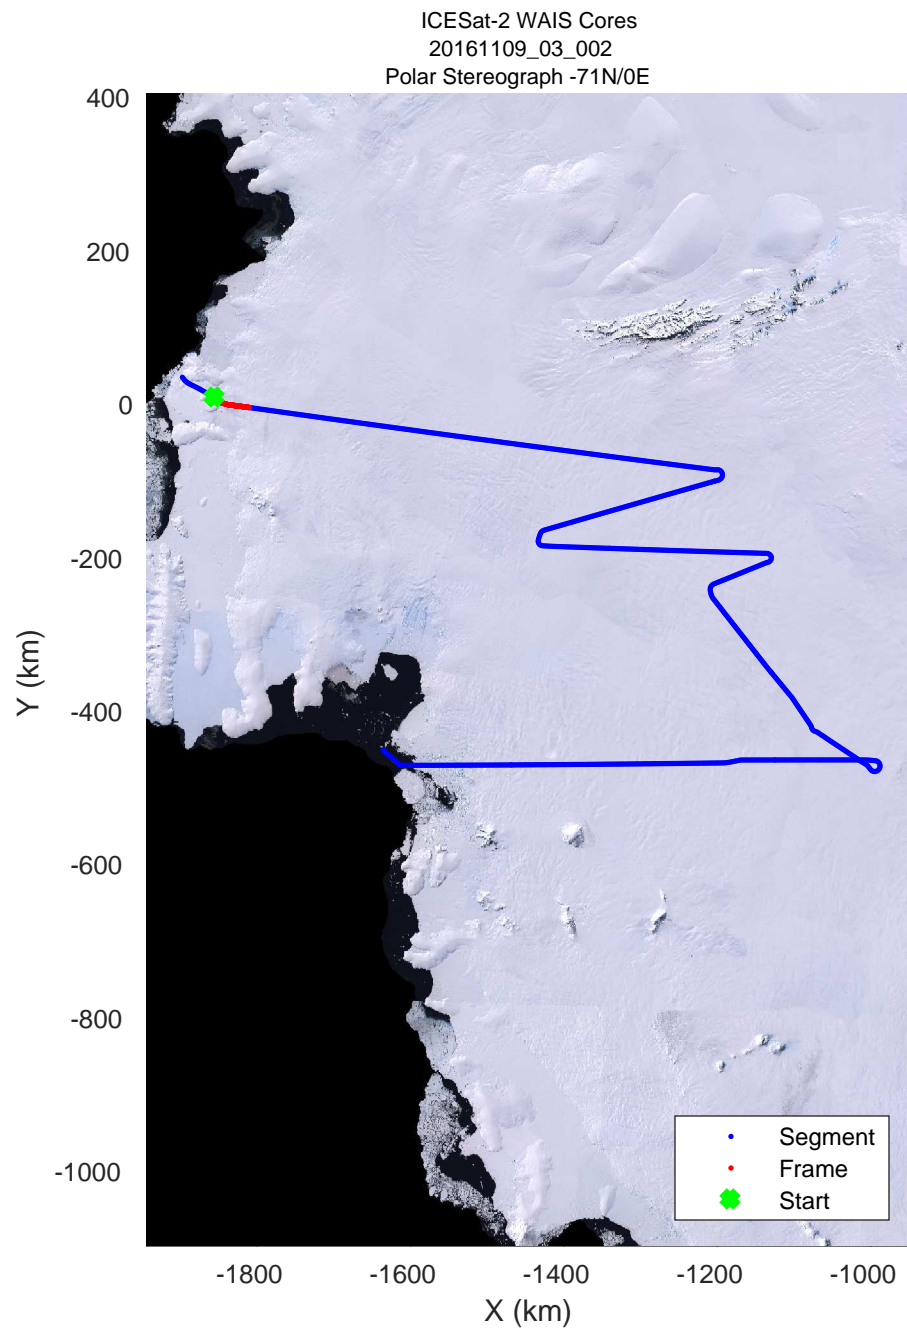 ICESat-2 WAIS Cores
20161109_03_002
Polar Stereograph -71N/0E
400
200
0
-200
-400
-600
-800
-1000
Y (km)
-1800
-1600
-1400
-1200
-1000
X (km)
Segment
Frame
Start